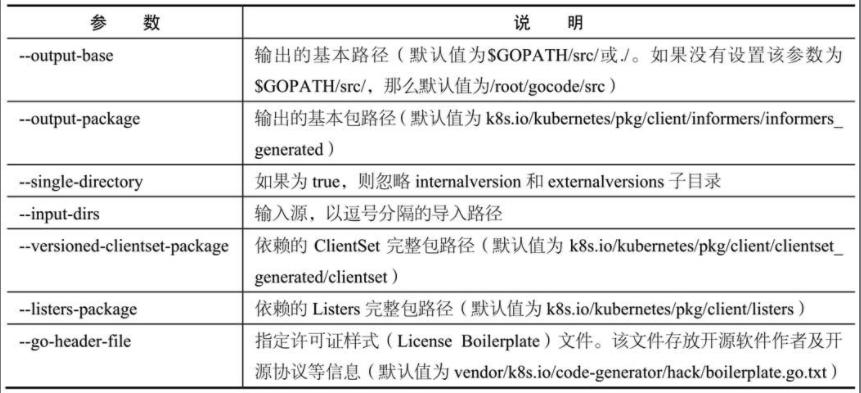 参 数 说 明
--output-base 输出的基本路径（默认值为$GOPATH/src/或./。如果没有设置该参数为
$GOPATH/src/，那么默认值为/root/gocode/src）
--output-package 输出的基本包路径（默认值为 k8s.io/kubernetes/pkg/client/informers/informers_
generated）
--single-directory 如果为 true，则忽略 internalversion 和 externalversions 子目录
--input-dirs 输入源，以逗号分隔的导入路径
--versioned-clientset-package 依赖的 ClientSet 完整包路径（默认值为 k8s.io/kubernetes/pkg/client/clientset_
generated/clientset）
--listers-package 依赖的 Listers 完整包路径（默认值为 k8s.io/kubernetes/pkg/client/listers）
--go-header-file 指定许可证样式（License Boilerplate）文件。该文件存放开源软件作者及开
源协议等信息（默认值为 vendor/k8s.io/code-generator/hack/boilerplate.go.txt）